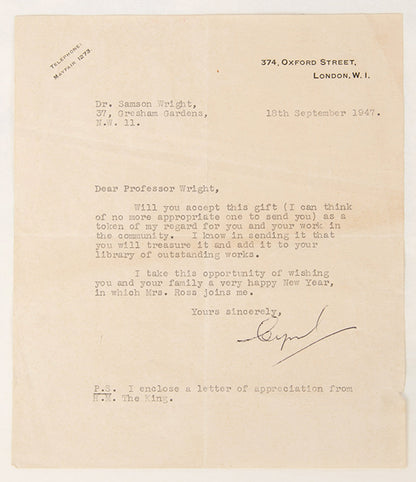 TELEPHONE:
MAYFAIR 1273
374, OXFORD STREET,
LONDON, W. I.
Dr. Samson Wright,
37, Gresham Gardens,
N.W. 11.
18th September 1947.
Dear Professor Wright,
Will you accept this gift (I can think
of no more appropriate one to send you) as a
token of my regard for you and your work in
the community. I know in sending it that
you will treasure it and add it to your
library of outstanding works.
I take this opportunity of wishing
you and your family a very happy New Year,
in which Mrs. Ross joins me.
Yours sincerely,
Cyril
P.S. I enclose a letter of appreciation from
H.M. The King.